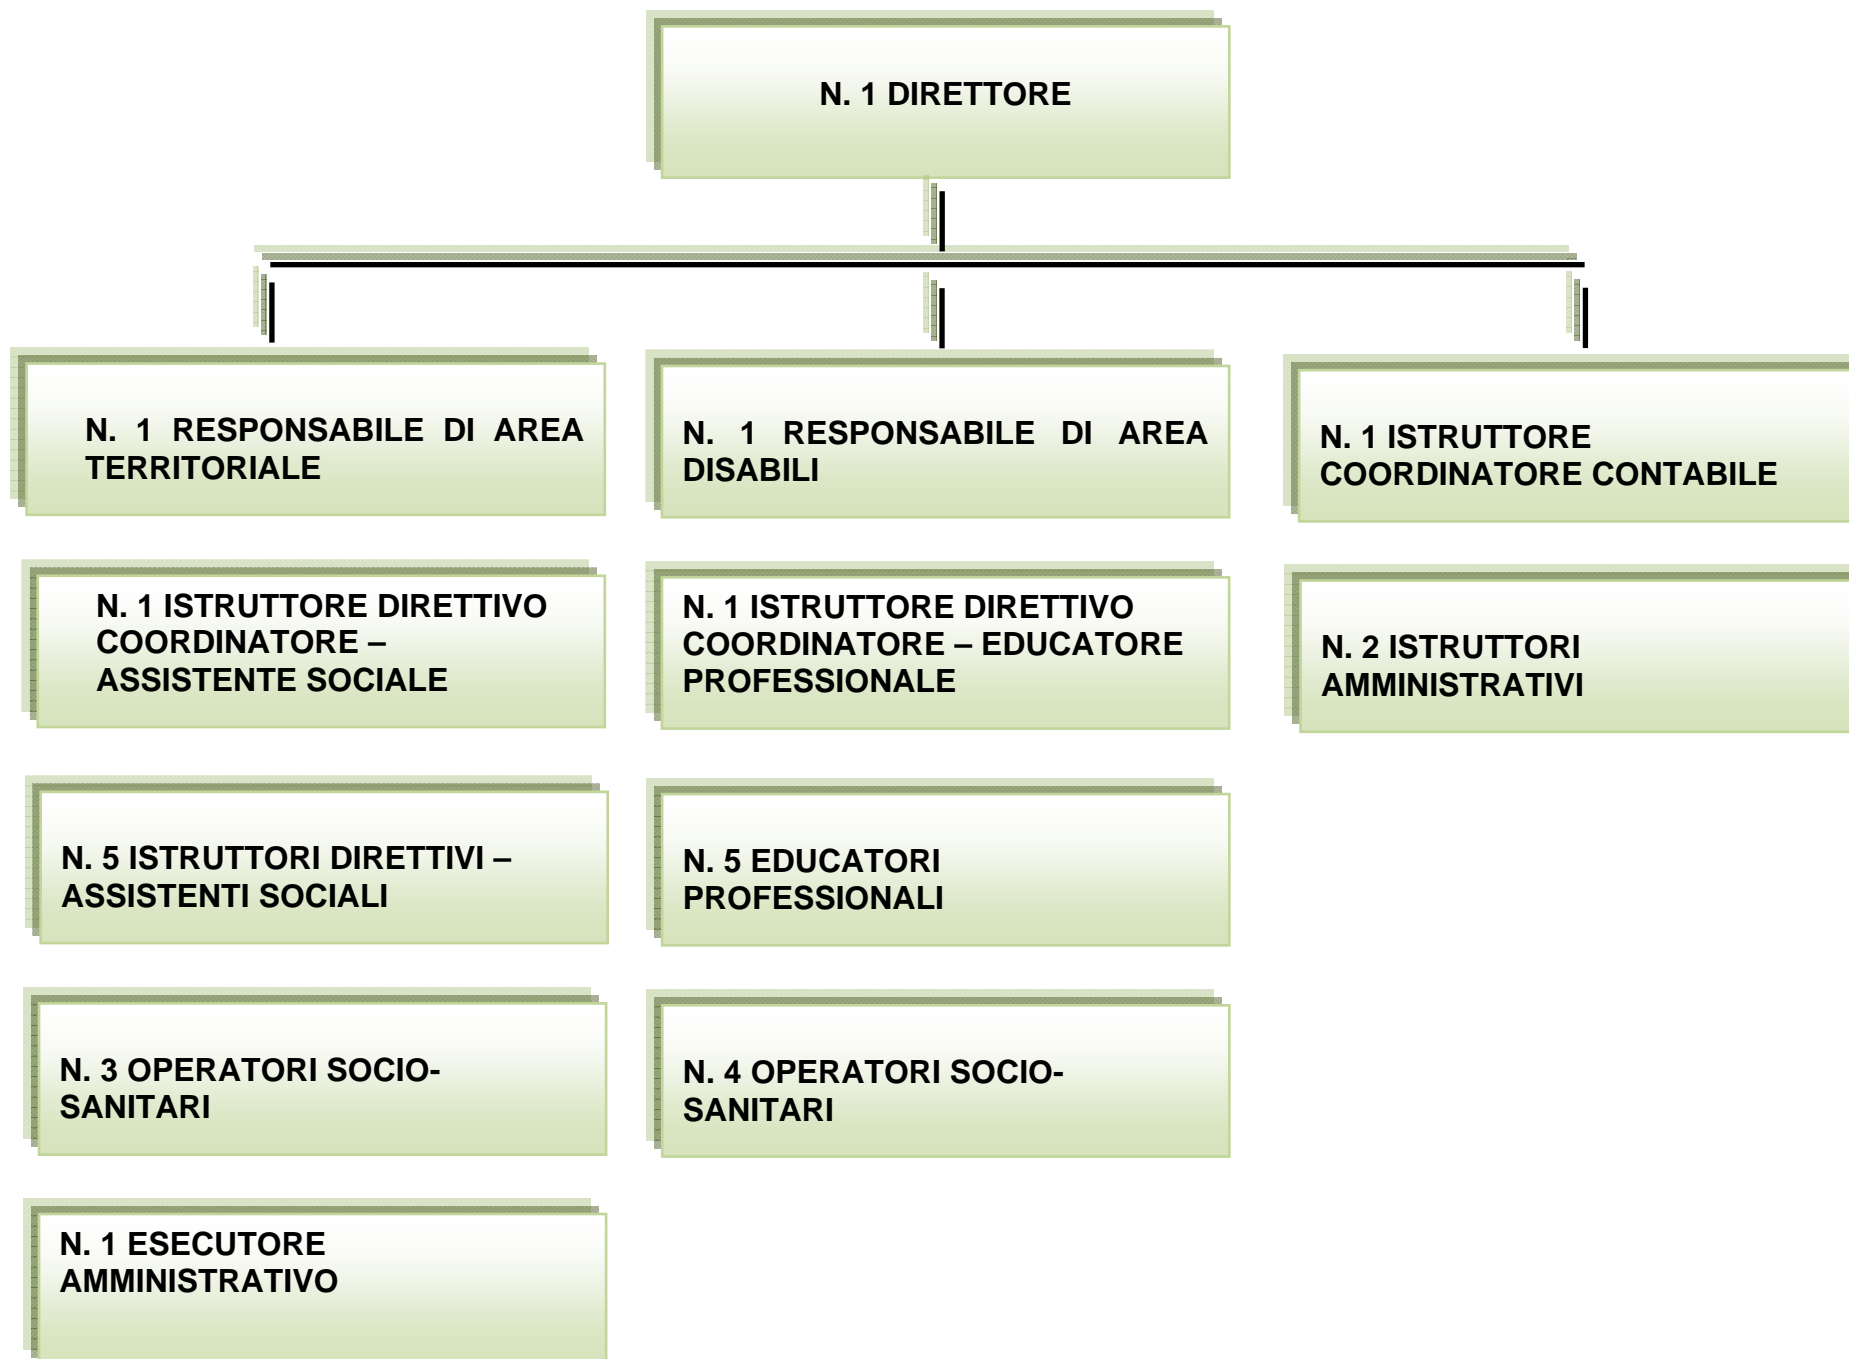 N. 1 DIRETTORE
N. 1 RESPONSABILE DI AREA
TERRITORIALE
N. 1 RESPONSABILE DI AREA
DISABILI
N. 1 ISTRUTTORE
COORDINATORE CONTABILE
N. 1 ISTRUTTORE DIRETTIVO
COORDINATORE –
ASSISTENTE SOCIALE
N. 1 ISTRUTTORE DIRETTIVO
COORDINATORE – EDUCATORE
PROFESSIONALE
N. 2 ISTRUTTORI
AMMINISTRATIVI
N. 5 ISTRUTTORI DIRETTIVI –
ASSISTENTI SOCIALI
N. 5 EDUCATORI
PROFESSIONALI
N. 3 OPERATORI SOCIO-
SANITARI
N. 4 OPERATORI SOCIO-
SANITARI
N. 1 ESECUTORE
AMMINISTRATIVO